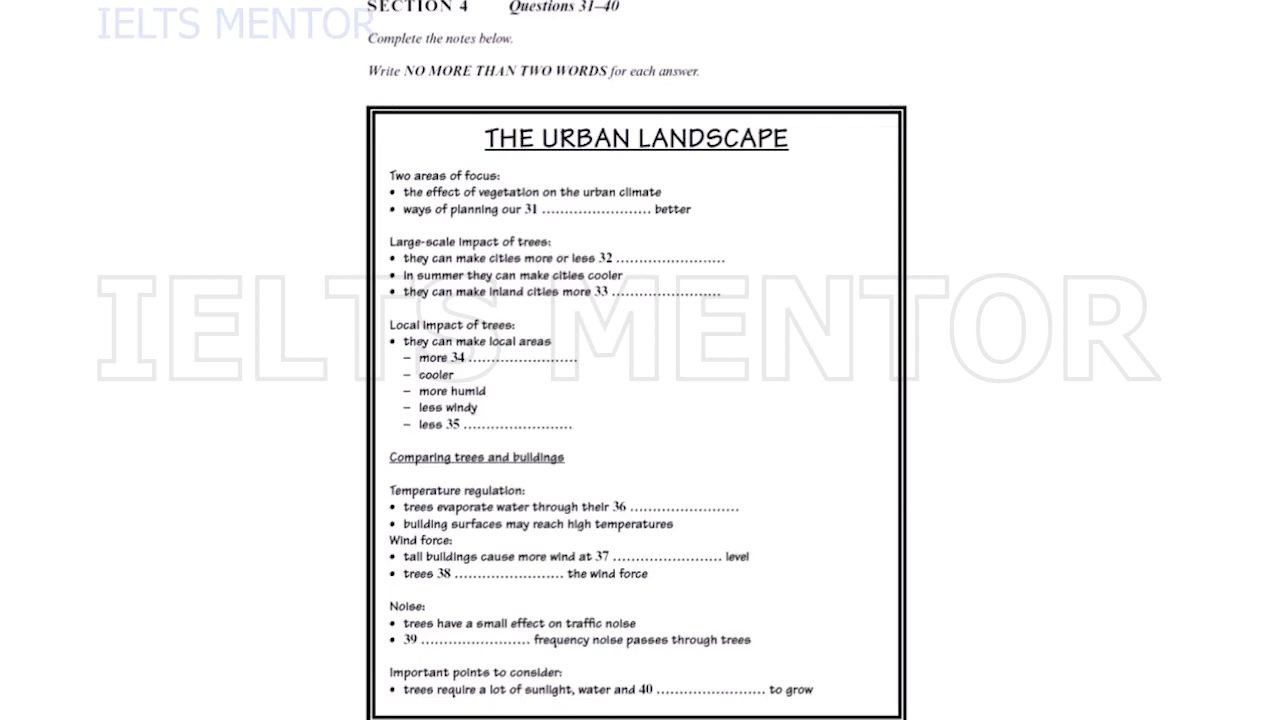 IELTS MENTOR
SECTION 4 Questions 31–40
Complete the notes below.
Write NO MORE THAN TWO WORDS for each answer.
THE URBAN LANDSCAPE
Two areas of focus:
• the effect of vegetation on the urban climate
• ways of planning our 31 ........................ better
Large-scale impact of trees:
• they can make cities more or less 32 ........................
• in summer they can make cities cooler
• they can make inland cities more 33 ........................
IELTS MENTOR
Local impact of trees:
• they can make local areas
– more 34 ........................
– cooler
– more humid
– less windy
– less 35 ........................
Comparing trees and buildings
Temperature regulation:
• trees evaporate water through their 36 ........................
• building surfaces may reach high temperatures
Wind force:
• tall buildings cause more wind at 37 ........................ level
• trees 38 ........................ the wind force
Noise:
• trees have a small effect on traffic noise
• 39 ........................ frequency noise passes through trees
Important points to consider:
• trees require a lot of sunlight, water and 40 ........................ to grow